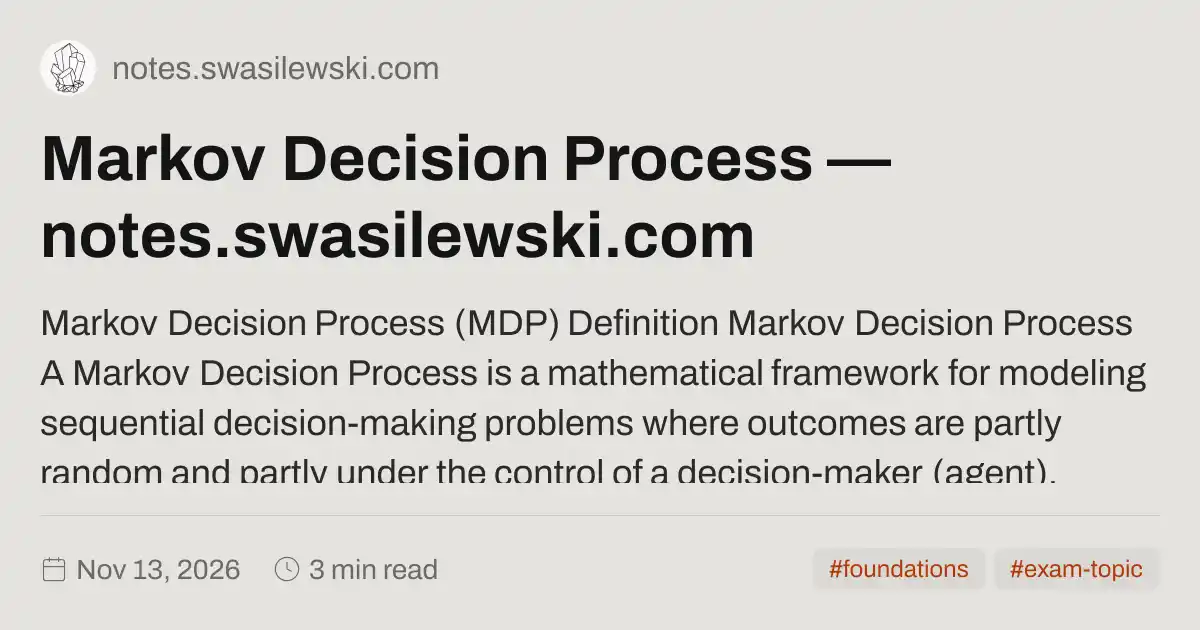 notes.swasilewski.com
Markov Decision Process —
notes.swasilewski.com
Markov Decision Process (MDP) Definition Markov Decision Process
A Markov Decision Process is a mathematical framework for modeling
sequential decision-making problems where outcomes are partly
random and partly under the control of a decision-maker (agent).
Nov 13, 2026 3 min read #foundations #exam-topic